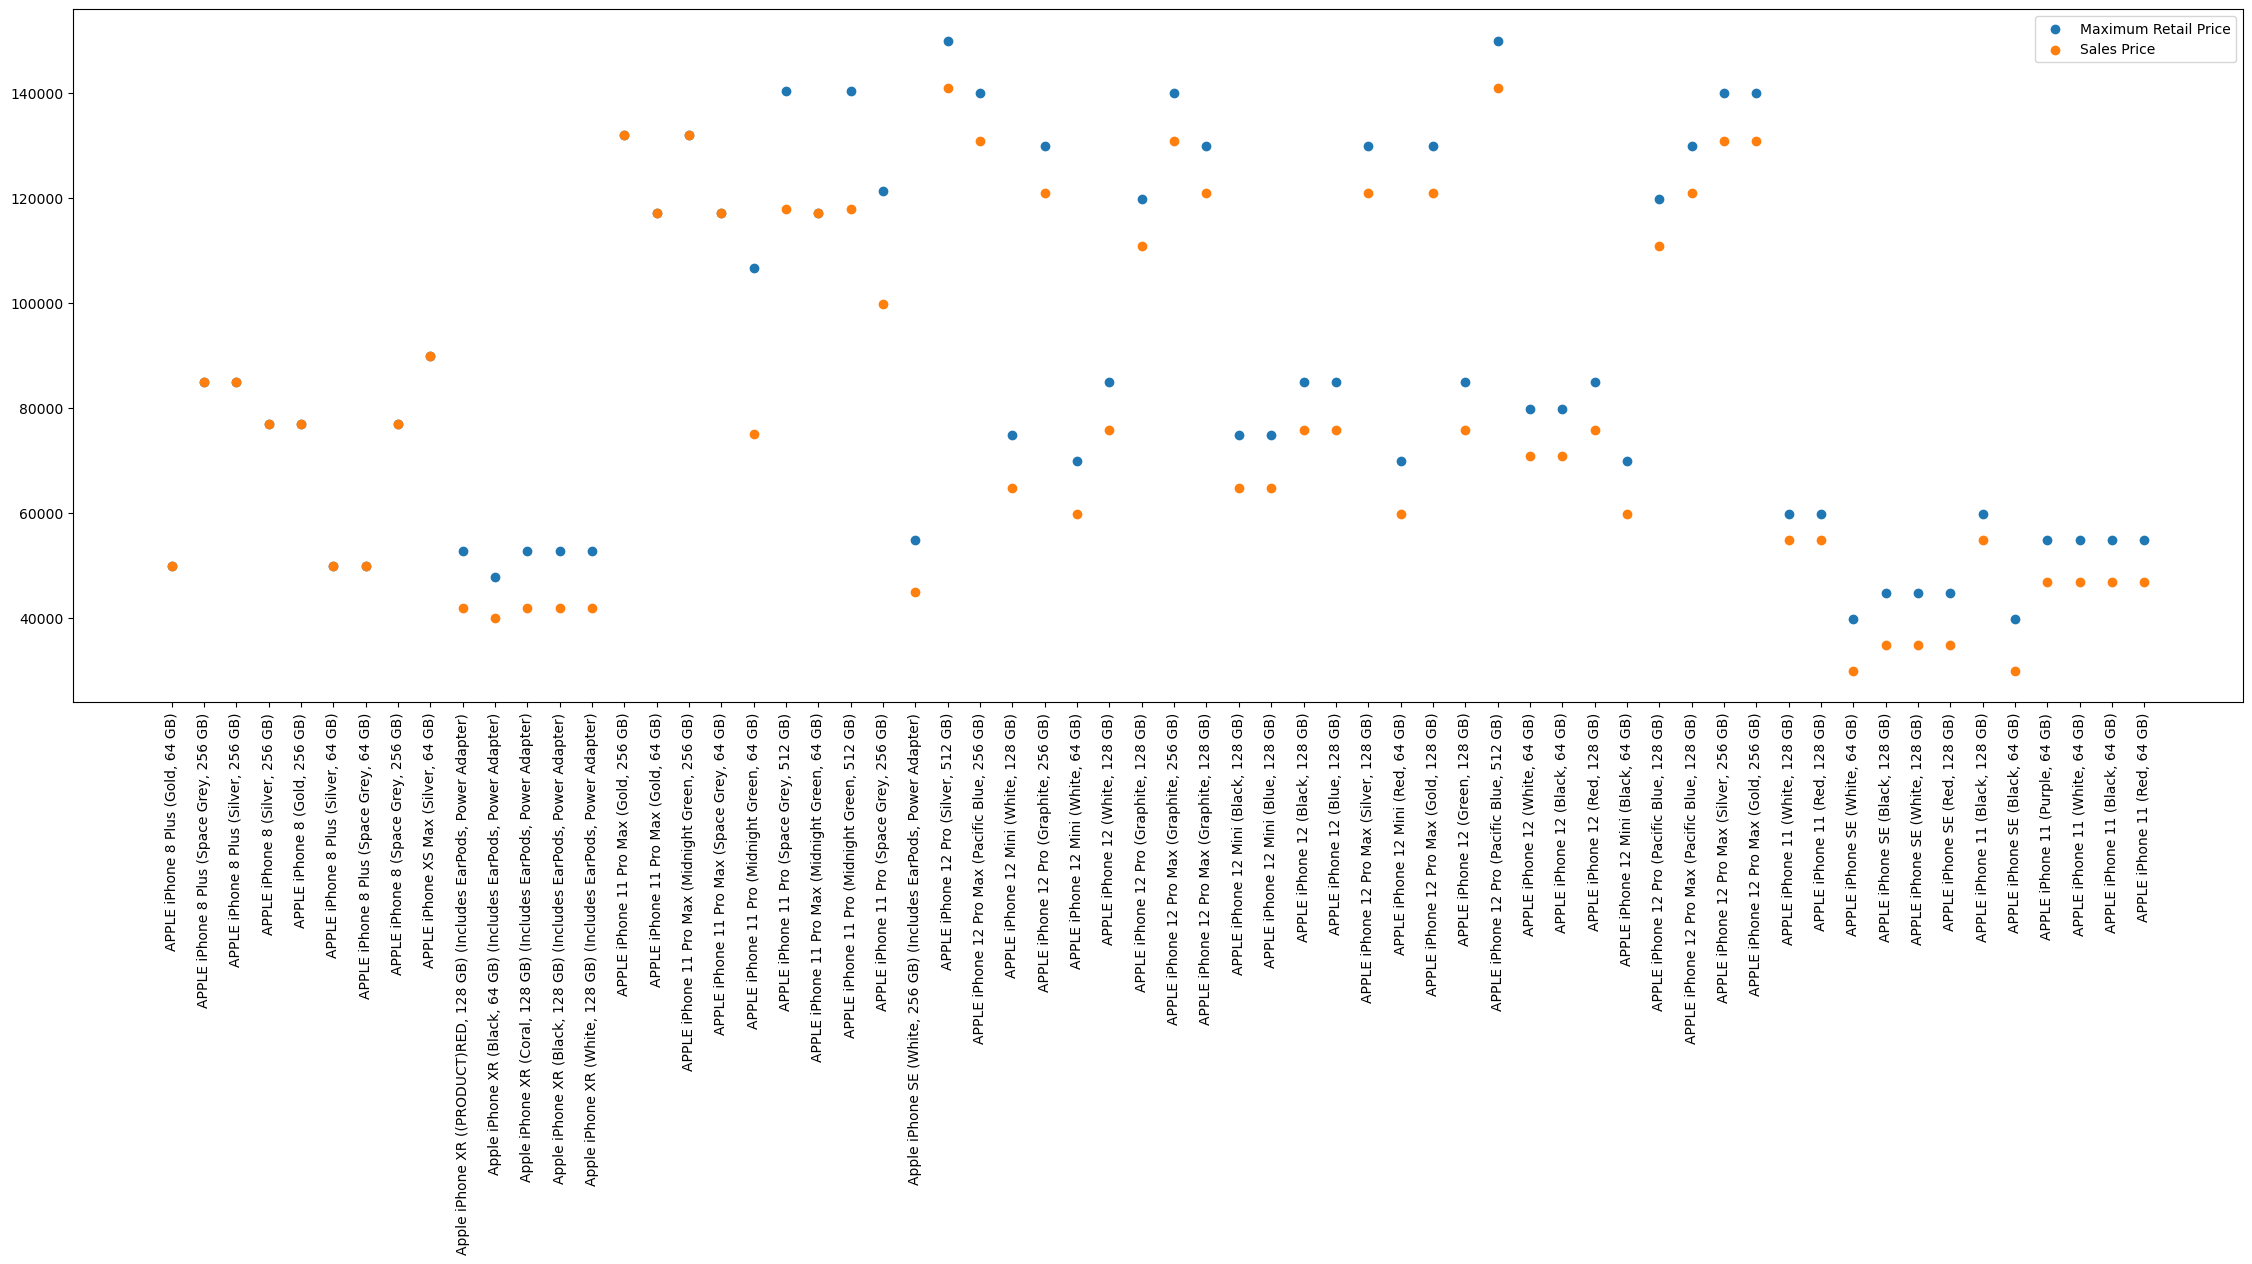 Maximum Retail Price
Sales Price
140000
120000
100000
80000
60000
40000
APPLE iPhone 8 Plus (Gold, 64 GB)
APPLE iPhone 8 Plus (Space Grey, 256 GB)
APPLE iPhone 8 Plus (Silver, 256 GB)
APPLE iPhone 8 (Silver, 256 GB)
APPLE iPhone 8 (Gold, 256 GB)
APPLE iPhone 8 Plus (Silver, 64 GB)
APPLE iPhone 8 Plus (Space Grey, 64 GB)
APPLE iPhone 8 (Space Grey, 256 GB)
APPLE iPhone XS Max (Silver, 64 GB)
Apple iPhone XR ((PRODUCT)RED, 128 GB) (Includes EarPods, Power Adapter)
Apple iPhone XR (Black, 64 GB) (Includes EarPods, Power Adapter)
Apple iPhone XR (Coral, 128 GB) (Includes EarPods, Power Adapter)
Apple iPhone XR (Black, 128 GB) (Includes EarPods, Power Adapter)
Apple iPhone XR (White, 128 GB) (Includes EarPods, Power Adapter)
APPLE iPhone 11 Pro Max (Gold, 256 GB)
APPLE iPhone 11 Pro Max (Gold, 64 GB)
APPLE iPhone 11 Pro Max (Midnight Green, 256 GB)
APPLE iPhone 11 Pro Max (Space Grey, 64 GB)
APPLE iPhone 11 Pro (Midnight Green, 64 GB)
APPLE iPhone 11 Pro (Space Grey, 512 GB)
APPLE iPhone 11 Pro Max (Midnight Green, 64 GB)
APPLE iPhone 11 Pro (Midnight Green, 512 GB)
APPLE iPhone 11 Pro (Space Grey, 256 GB)
Apple iPhone SE (White, 256 GB) (Includes EarPods, Power Adapter)
APPLE iPhone 12 Pro (Silver, 512 GB)
APPLE iPhone 12 Pro Max (Pacific Blue, 256 GB)
APPLE iPhone 12 Mini (White, 128 GB)
APPLE iPhone 12 Pro (Graphite, 256 GB)
APPLE iPhone 12 Mini (White, 64 GB)
APPLE iPhone 12 (White, 128 GB)
APPLE iPhone 12 Pro (Graphite, 128 GB)
APPLE iPhone 12 Pro Max (Graphite, 256 GB)
APPLE iPhone 12 Pro Max (Graphite, 128 GB)
APPLE iPhone 12 Mini (Black, 128 GB)
APPLE iPhone 12 Mini (Blue, 128 GB)
APPLE iPhone 12 (Black, 128 GB)
APPLE iPhone 12 (Blue, 128 GB)
APPLE iPhone 12 Pro Max (Silver, 128 GB)
APPLE iPhone 12 Mini (Red, 64 GB)
APPLE iPhone 12 Pro Max (Gold, 128 GB)
APPLE iPhone 12 (Green, 128 GB)
APPLE iPhone 12 Pro (Pacific Blue, 512 GB)
APPLE iPhone 12 (White, 64 GB)
APPLE iPhone 12 (Black, 64 GB)
APPLE iPhone 12 (Red, 128 GB)
APPLE iPhone 12 Mini (Black, 64 GB)
APPLE iPhone 12 Pro (Pacific Blue, 128 GB)
APPLE iPhone 12 Pro Max (Pacific Blue, 128 GB)
APPLE iPhone 12 Pro Max (Silver, 256 GB)
APPLE iPhone 12 Pro Max (Gold, 256 GB)
APPLE iPhone 11 (White, 128 GB)
APPLE iPhone 11 (Red, 128 GB)
APPLE iPhone SE (White, 64 GB)
APPLE iPhone SE (Black, 128 GB)
APPLE iPhone SE (White, 128 GB)
APPLE iPhone SE (Red, 128 GB)
APPLE iPhone 11 (Black, 128 GB)
APPLE iPhone SE (Black, 64 GB)
APPLE iPhone 11 (Purple, 64 GB)
APPLE iPhone 11 (White, 64 GB)
APPLE iPhone 11 (Black, 64 GB)
APPLE iPhone 11 (Red, 64 GB)